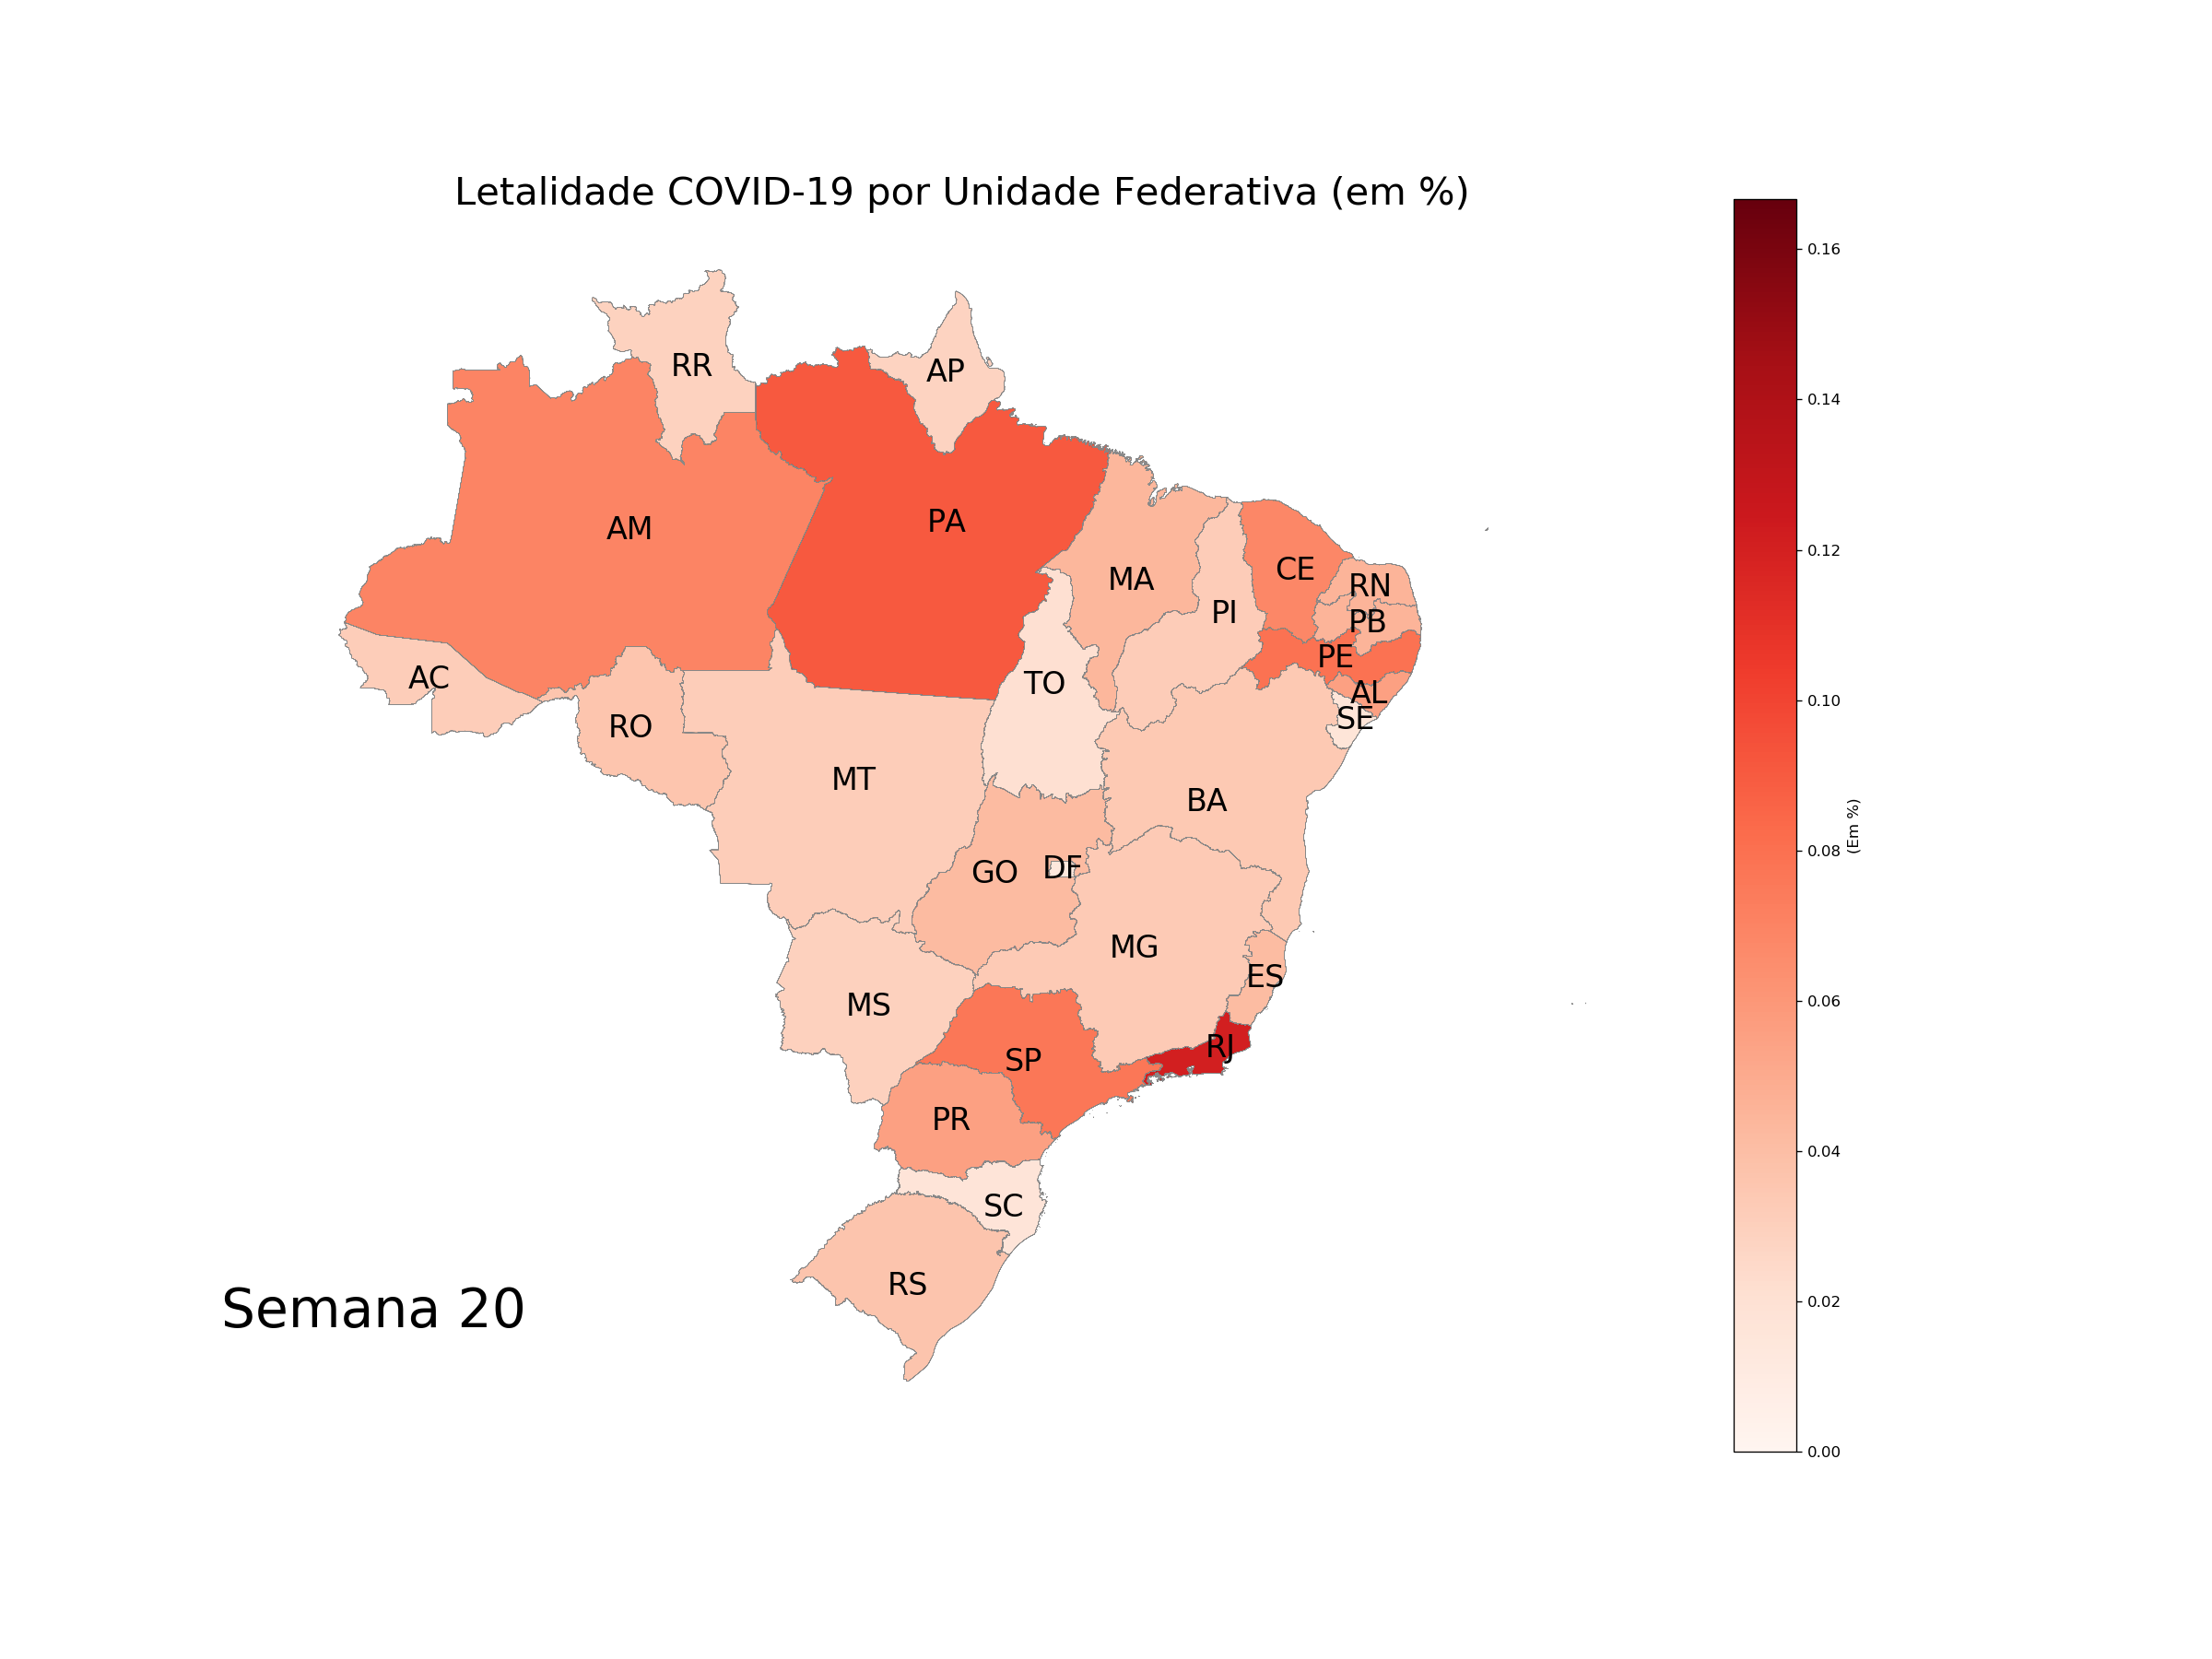 Letalidade COVID-19 por Unidade Federativa (em %)
RR
AP
AM
PA
MA
CE
RN
PI
PB
PE
AC
TO
AL
SE
RO
MT
BA
GO
DF
MG
ES
MS
RJ
SP
PR
SC
RS
Semana 20
0.16
0.14
0.12
0.10
0.08
0.06
0.04
0.02
0.00
(Em %)